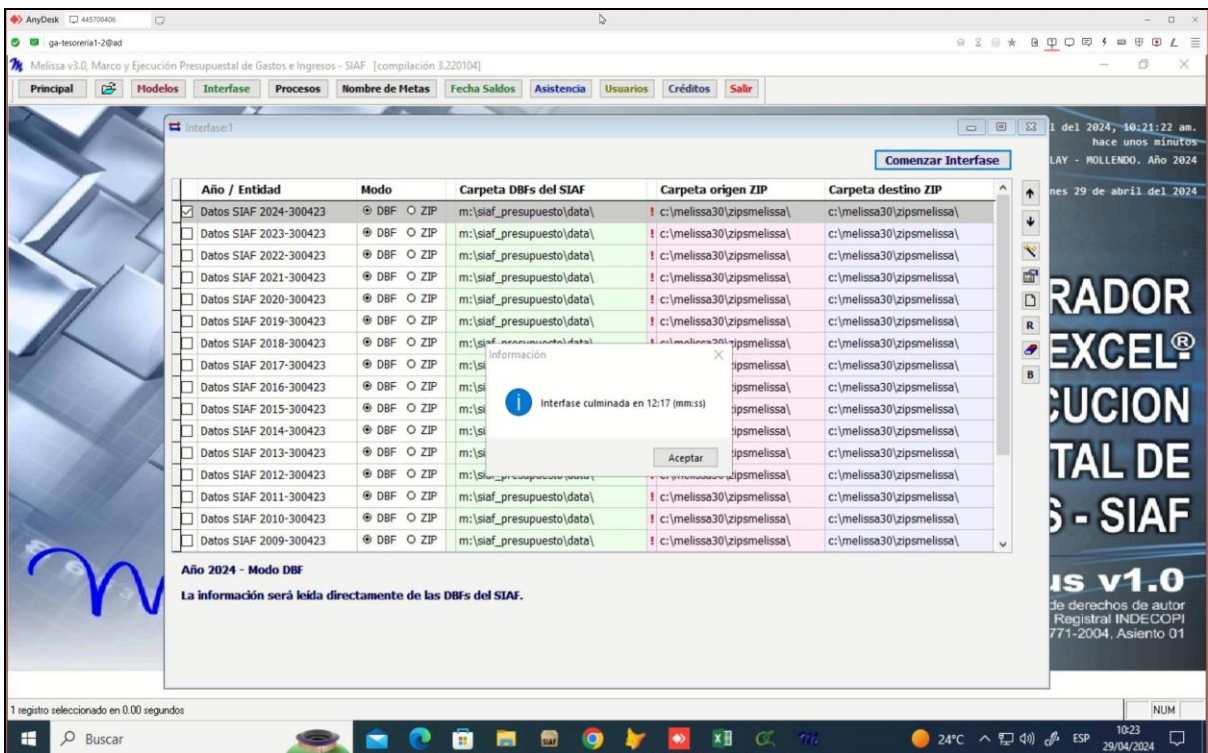 AnyDesk 445708406
ga-tesoreria1-2@ad
Melissa v3.0, Marco y Ejecución Presupuestal de Gastos e Ingresos - SIAF [compilación 3.220104]
Principal Modelos Interfase Procesos Nombre de Metas Fecha Saldos Asistencia Usuarios Créditos Salir
Interfase:1
l del 2024, 10:21:22 am.
hace unos minutos
LAY - MOLLENDO. Año 2024
nes 29 de abril del 2024
Comenzar Interfase
Año / Entidad Modo Carpeta DBFs del SIAF Carpeta origen ZIP Carpeta destino ZIP
Datos SIAF 2024-300423 DBF ZIP m:\siaf_presupuesto\data\ ! c:\melissa30\zipsmelissa\ c:\melissa30\zipsmelissa\
Datos SIAF 2023-300423 DBF ZIP m:\siaf_presupuesto\data\ ! c:\melissa30\zipsmelissa\ c:\melissa30\zipsmelissa\
Datos SIAF 2022-300423 DBF ZIP m:\siaf_presupuesto\data\ ! c:\melissa30\zipsmelissa\ c:\melissa30\zipsmelissa\
Datos SIAF 2021-300423 DBF ZIP m:\siaf_presupuesto\data\ ! c:\melissa30\zipsmelissa\ c:\melissa30\zipsmelissa\
Datos SIAF 2020-300423 DBF ZIP m:\siaf_presupuesto\data\ ! c:\melissa30\zipsmelissa\ c:\melissa30\zipsmelissa\
Datos SIAF 2019-300423 DBF ZIP m:\siaf_presupuesto\data\ ! c:\melissa30\zipsmelissa\ c:\melissa30\zipsmelissa\
Datos SIAF 2018-300423 DBF ZIP m:\siaf_presupuesto\data\ ! c:\melissa30\zipsmelissa\ c:\melissa30\zipsmelissa\
Datos SIAF 2017-300423 DBF ZIP m:\si ipsmelissa\ c:\melissa30\zipsmelissa\
Datos SIAF 2016-300423 DBF ZIP m:\si ipsmelissa\ c:\melissa30\zipsmelissa\
Datos SIAF 2015-300423 DBF ZIP m:\si ipsmelissa\ c:\melissa30\zipsmelissa\
Datos SIAF 2014-300423 DBF ZIP m:\si ipsmelissa\ c:\melissa30\zipsmelissa\
Datos SIAF 2013-300423 DBF ZIP m:\si ipsmelissa\ c:\melissa30\zipsmelissa\
Datos SIAF 2012-300423 DBF ZIP c:\melissa30\zipsmelissa\
Datos SIAF 2011-300423 DBF ZIP m:\siaf_presupuesto\data\ ! c:\melissa30\zipsmelissa\ c:\melissa30\zipsmelissa\
Datos SIAF 2010-300423 DBF ZIP m:\siaf_presupuesto\data\ ! c:\melissa30\zipsmelissa\ c:\melissa30\zipsmelissa\
Datos SIAF 2009-300423 DBF ZIP m:\siaf_presupuesto\data\ ! c:\melissa30\zipsmelissa\ c:\melissa30\zipsmelissa\
R
B
Información
Interfase culminada en 12:17 (mm:ss)
Aceptar
Año 2024 - Modo DBF
La información será leída directamente de las DBFs del SIAF.
RADOR
EXCEL®
CUCION
TAL DE
S - SIAF
us v1.0
de derechos de autor
Registral INDECOPI
771-2004, Asiento 01
1 registro seleccionado en 0.00 segundos
NUM
Buscar
24°C ESP 10:23
29/04/2024